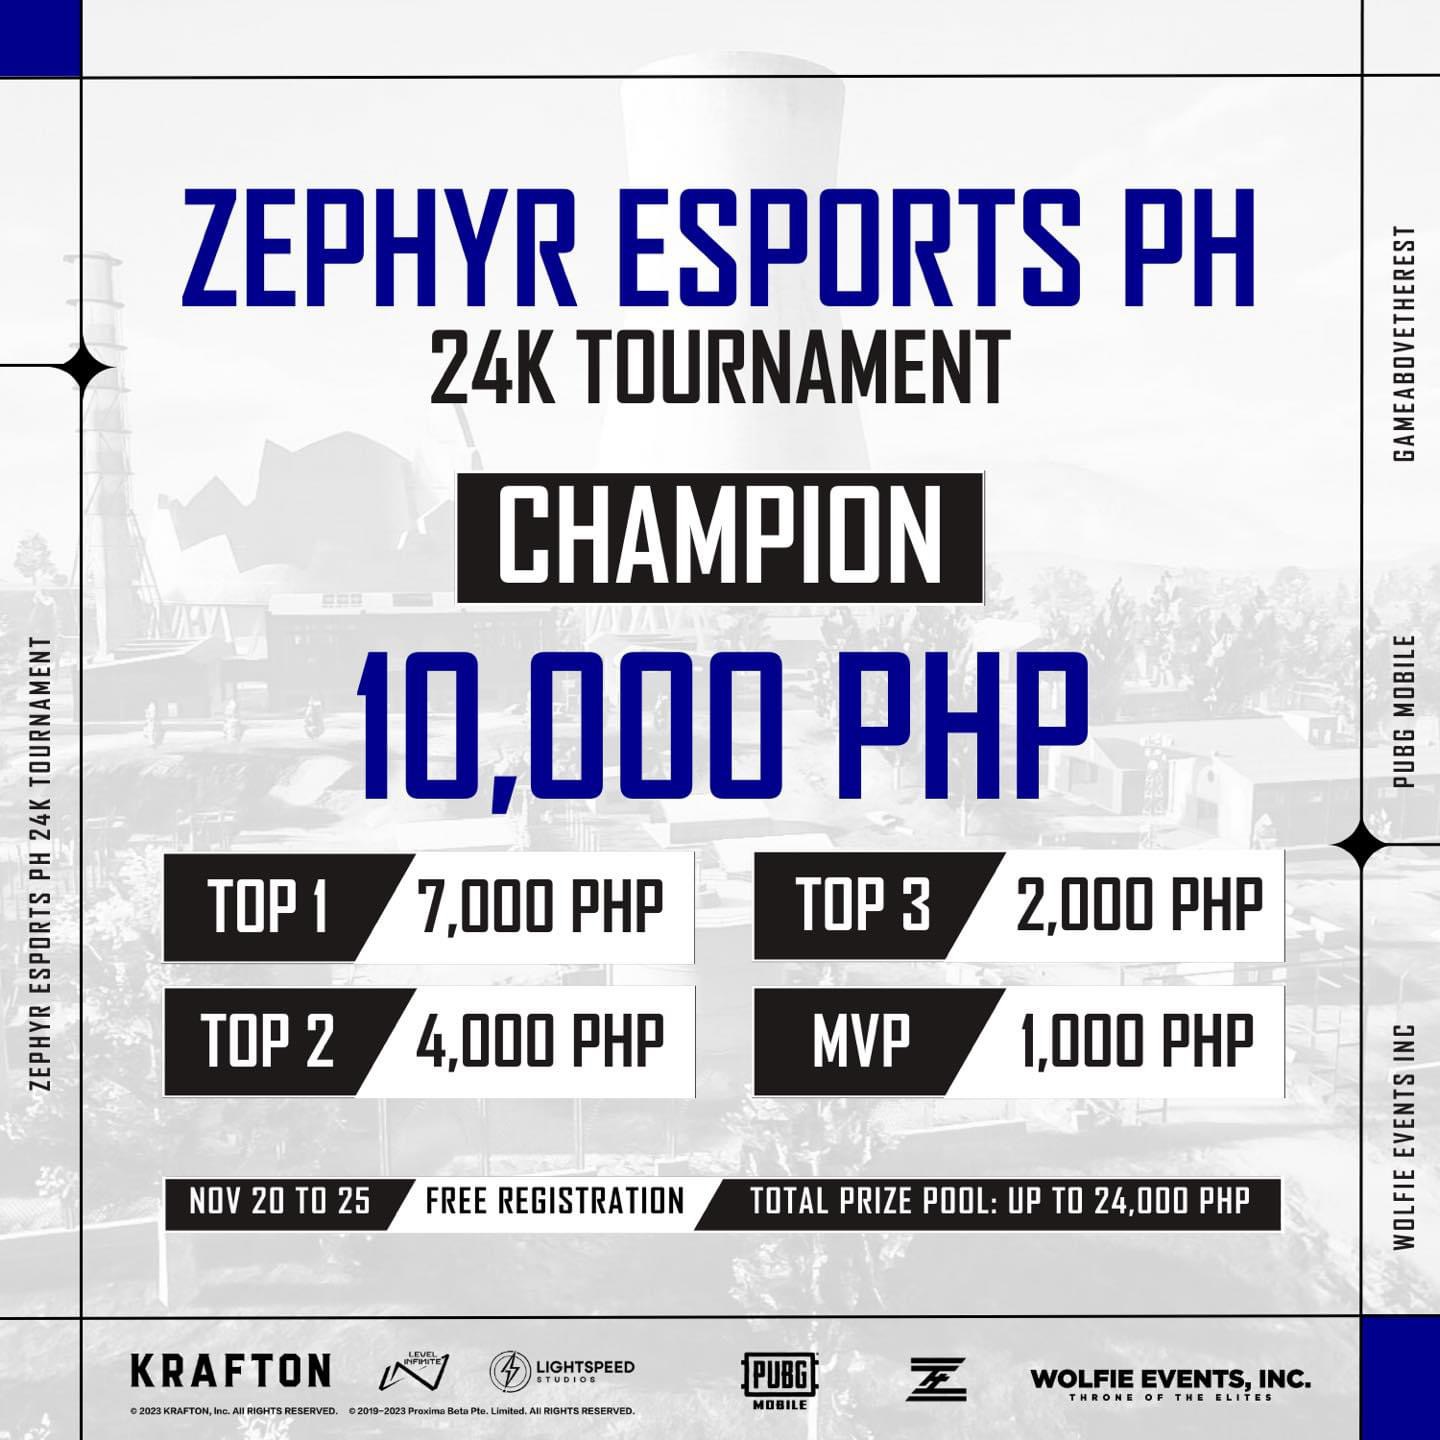 ZEPHYR ESPORTS PH
24K TOURNAMENT
CHAMPION
10,000 PHP
TOP 1 7,000 PHP
TOP 3 2,000 PHP
TOP 2 4,000 PHP
MVP 1,000 PHP
NOV 20 TO 25 FREE REGISTRATION TOTAL PRIZE POOL: UP TO 24,000 PHP
ZEPHYR ESPORTS PH 24K TOURNAMENT
GAMEABOVETHEREST
PUBG MOBILE
WOLFIE EVENTS INC
KRAFTON
LEVEL
INFINITE
LIGHTSPEED
STUDIOS
PUBG
MOBILE
WOLFIE EVENTS, INC.
THRONE OF THE ELITES
© 2023 KRAFTON, Inc. All RIGHTS RESERVED. © 2019-2023 Proxima Beta Pte. Limited. All RIGHTS RESERVED.